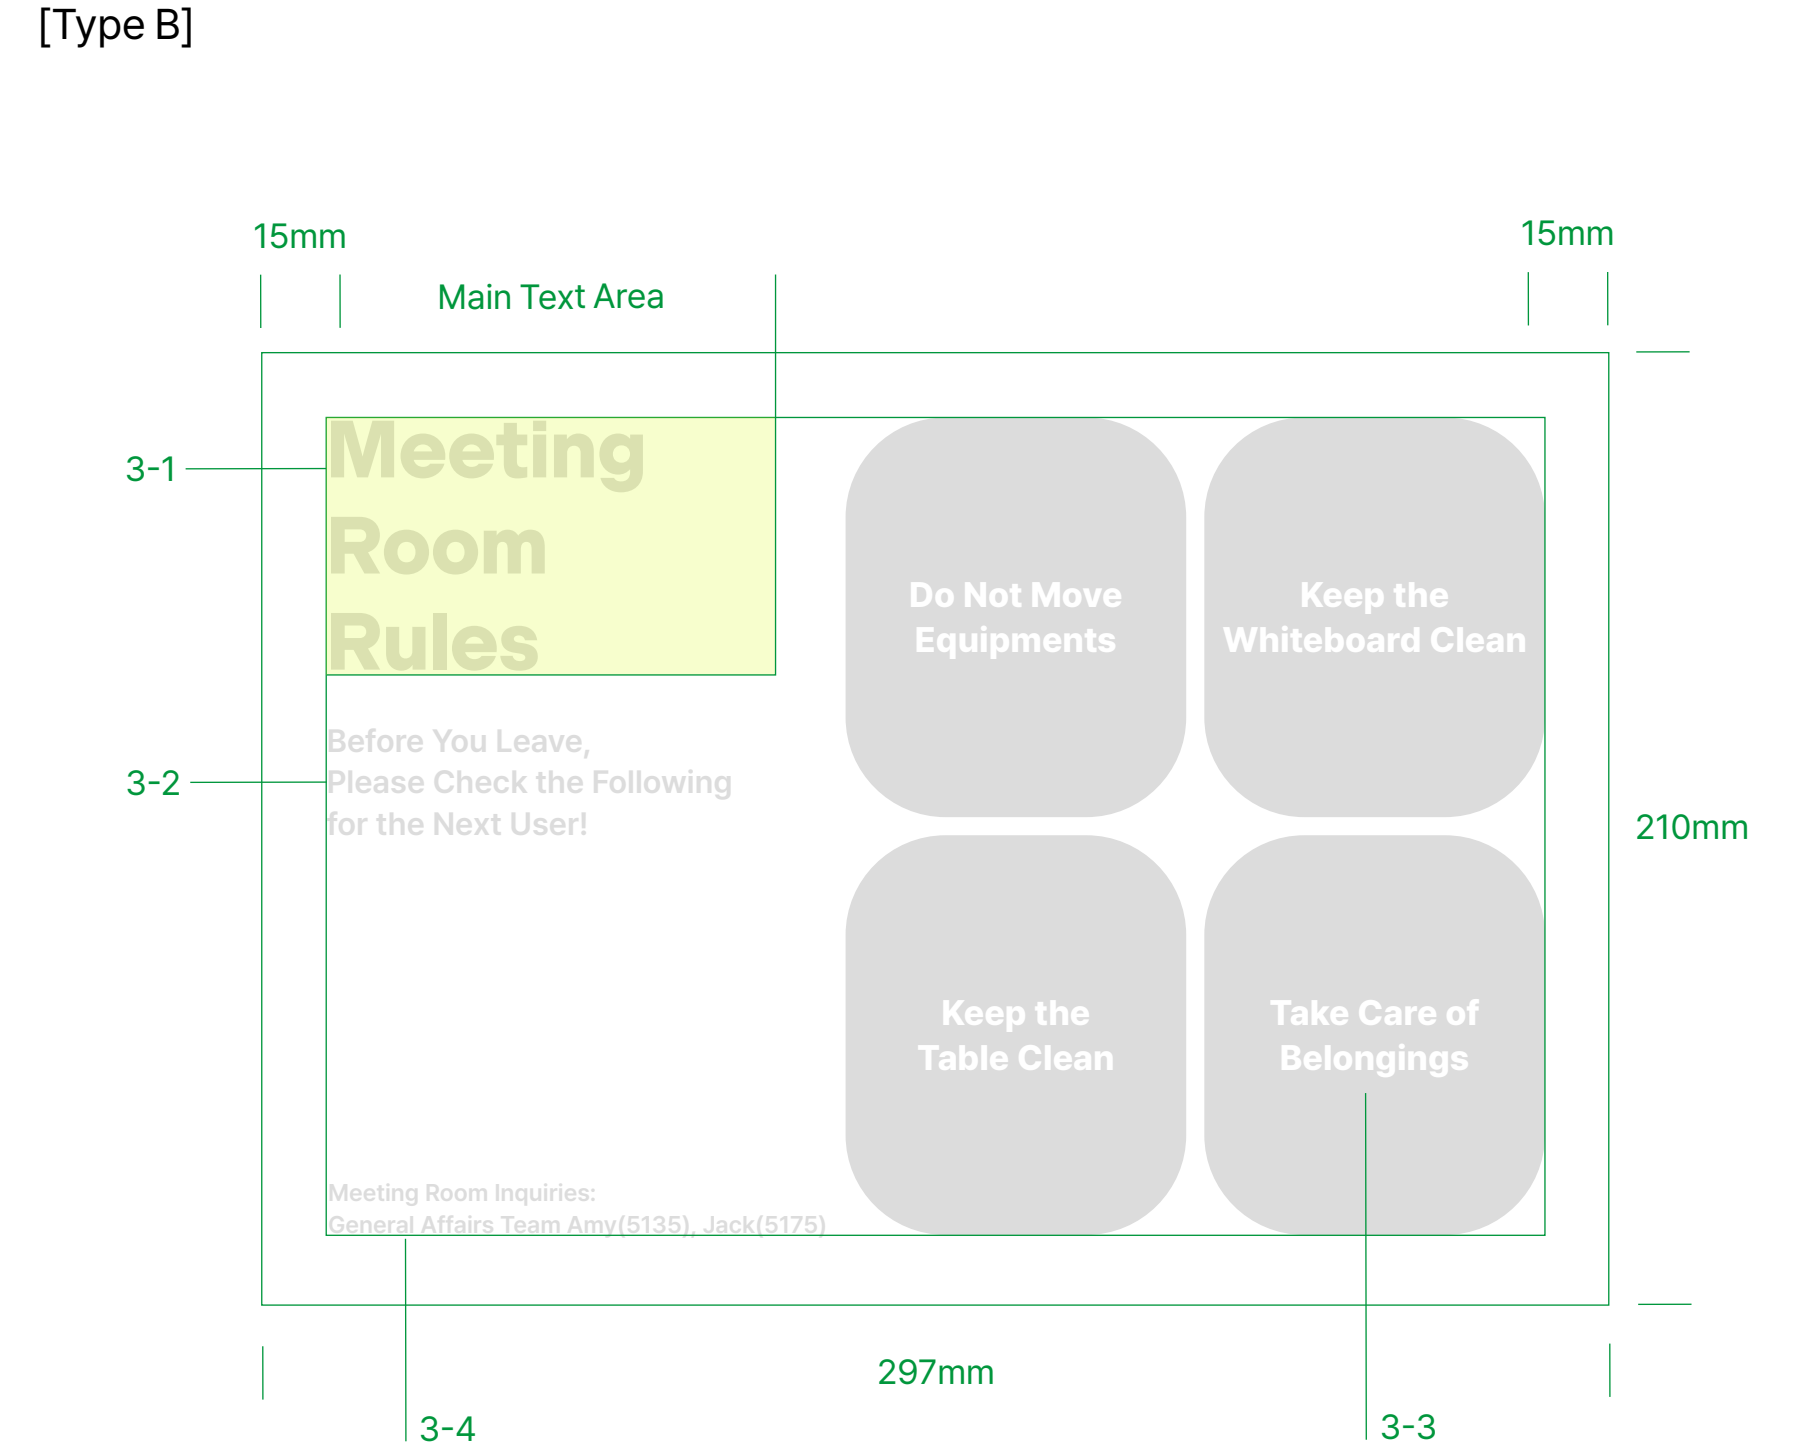 [Type B]
15mm
15mm
Main Text Area
3-1
Meeting
Room
Rules
3-2
Before You Leave,
Please Check the Following
for the Next User!
Do Not Move
Equipments
Keep the
Whiteboard Clean
Keep the
Table Clean
Take Care of
Belongings
210mm
Meeting Room Inquiries:
General Affairs Team Amy(5135), Jack(5175)
297mm
3-4
3-3